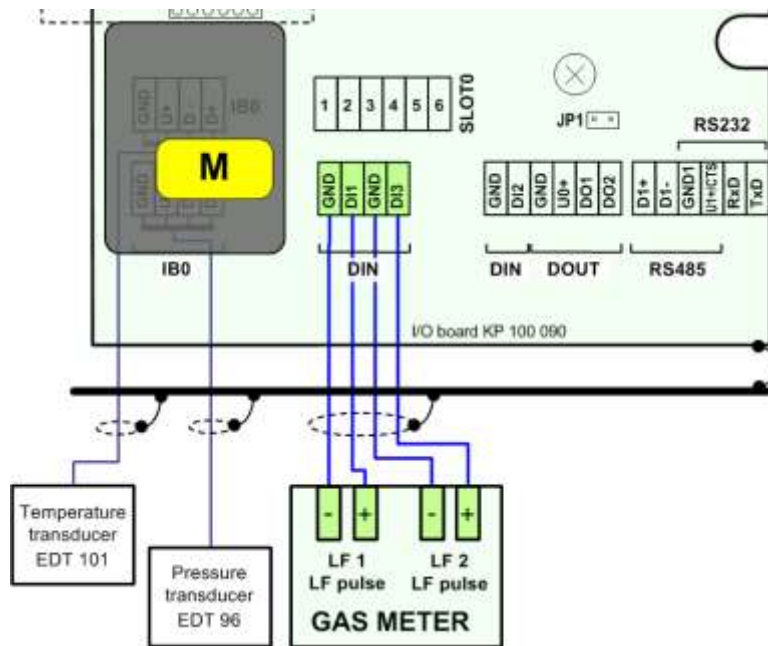 GND
U+
D-
D+
IB0
M
GND
IB0
1
2
3
4
5
6
SLOT0
JP1
RS232
GND
DI1
GND
DI3
DIN
GND
DI2
GND
U0+
DO1
DO2
DIN
DOUT
D1+
D1-
GND1
U1+/CTS
RxD
TxD
RS485
I/O board KP 100 090
Temperature
transducer
EDT 101
Pressure
transducer
EDT 96
-
+
-
+
LF 1
LF pulse
LF 2
LF pulse
GAS METER